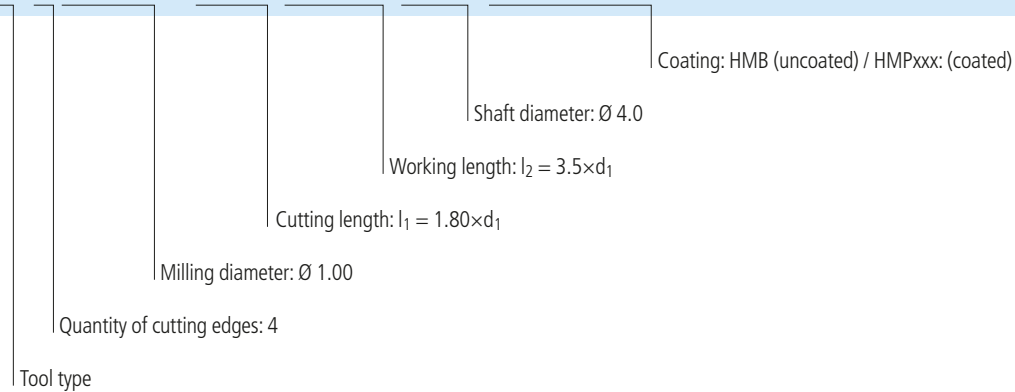 Coating: HMB (uncoated) / HMPxxx: (coated)
Shaft diameter: Ø 4.0
Working length: l₂ = 3.5×d₁
Cutting length: l₁ = 1.80×d₁
Milling diameter: Ø 1.00
Quantity of cutting edges: 4
Tool type